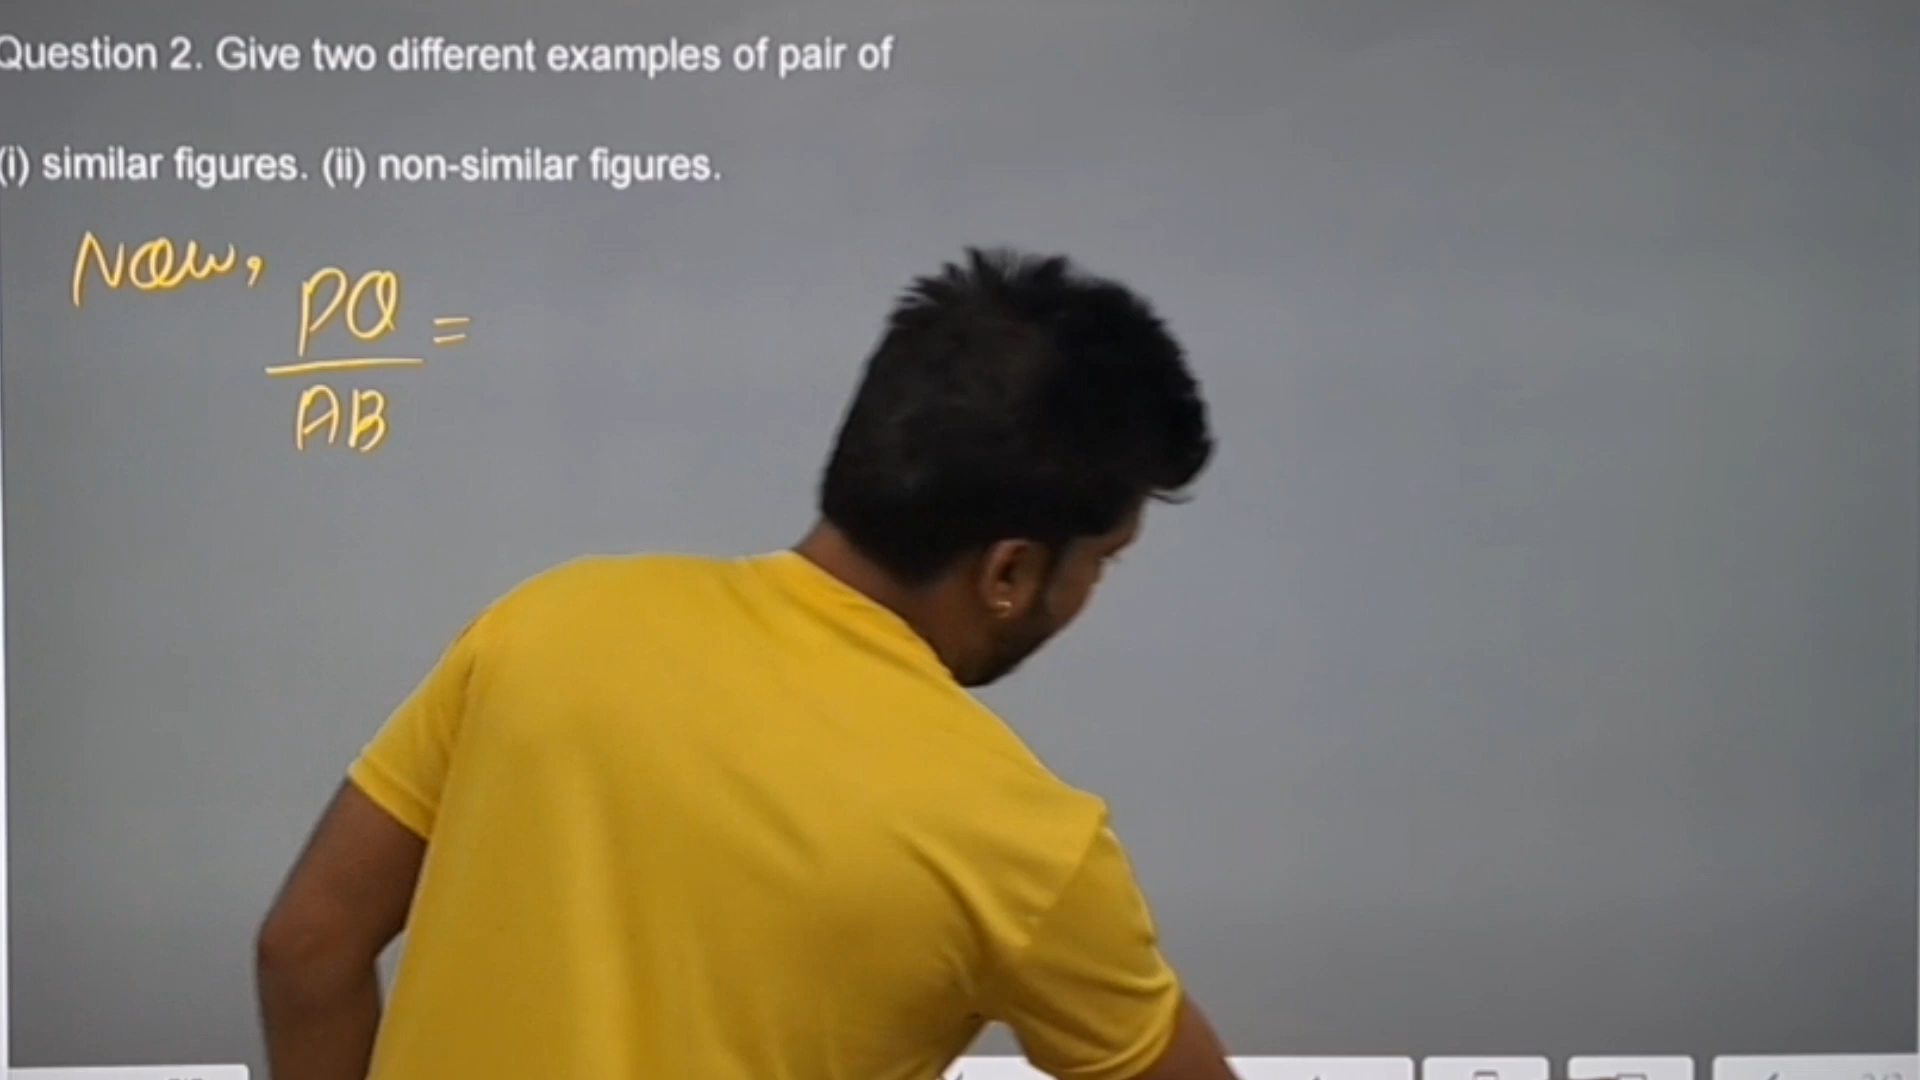 Question 2. Give two different examples of pair of
(i) similar figures. (ii) non-similar figures.
Now,
PQ =
AB